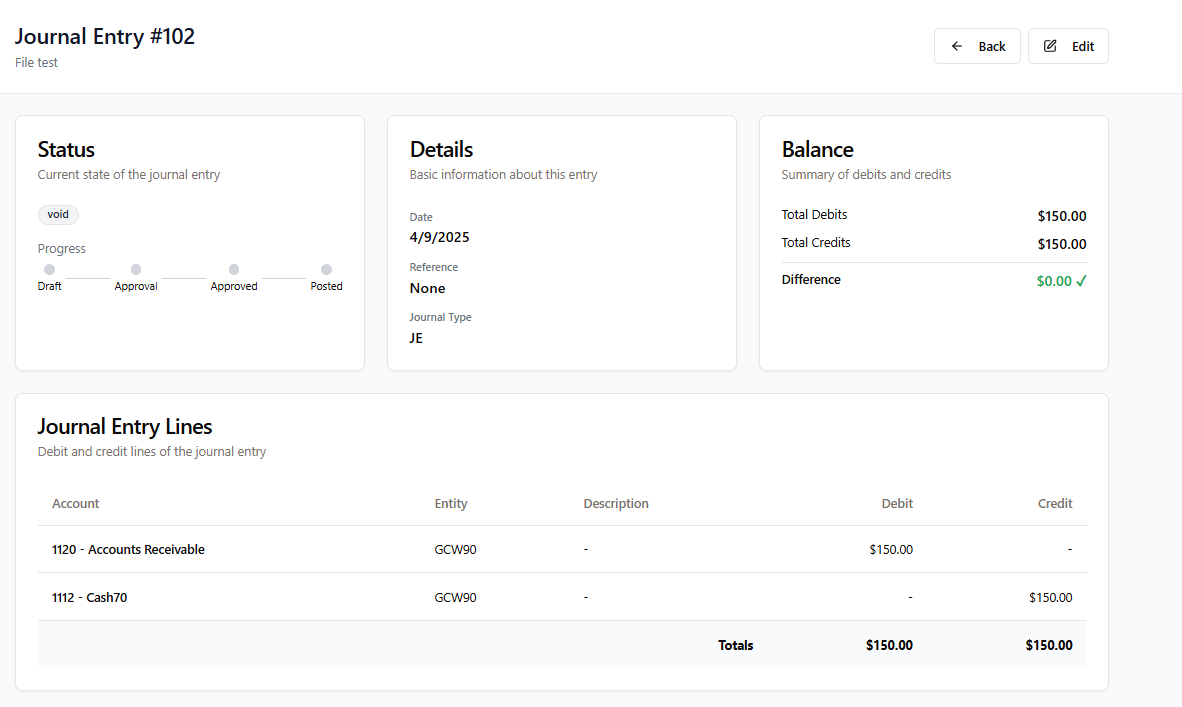 Journal Entry #102
File test
Back
Edit
Status
Current state of the journal entry
void
Progress
Draft Approval Approved Posted
Details
Basic information about this entry
Date
4/9/2025
Reference
None
Journal Type
JE
Balance
Summary of debits and credits
Total Debits $150.00
Total Credits $150.00
Difference $0.00 ✓
Journal Entry Lines
Debit and credit lines of the journal entry
Account Entity Description Debit Credit
1120 - Accounts Receivable GCW90 - $150.00 -
1112 - Cash70 GCW90 - - $150.00
Totals $150.00 $150.00